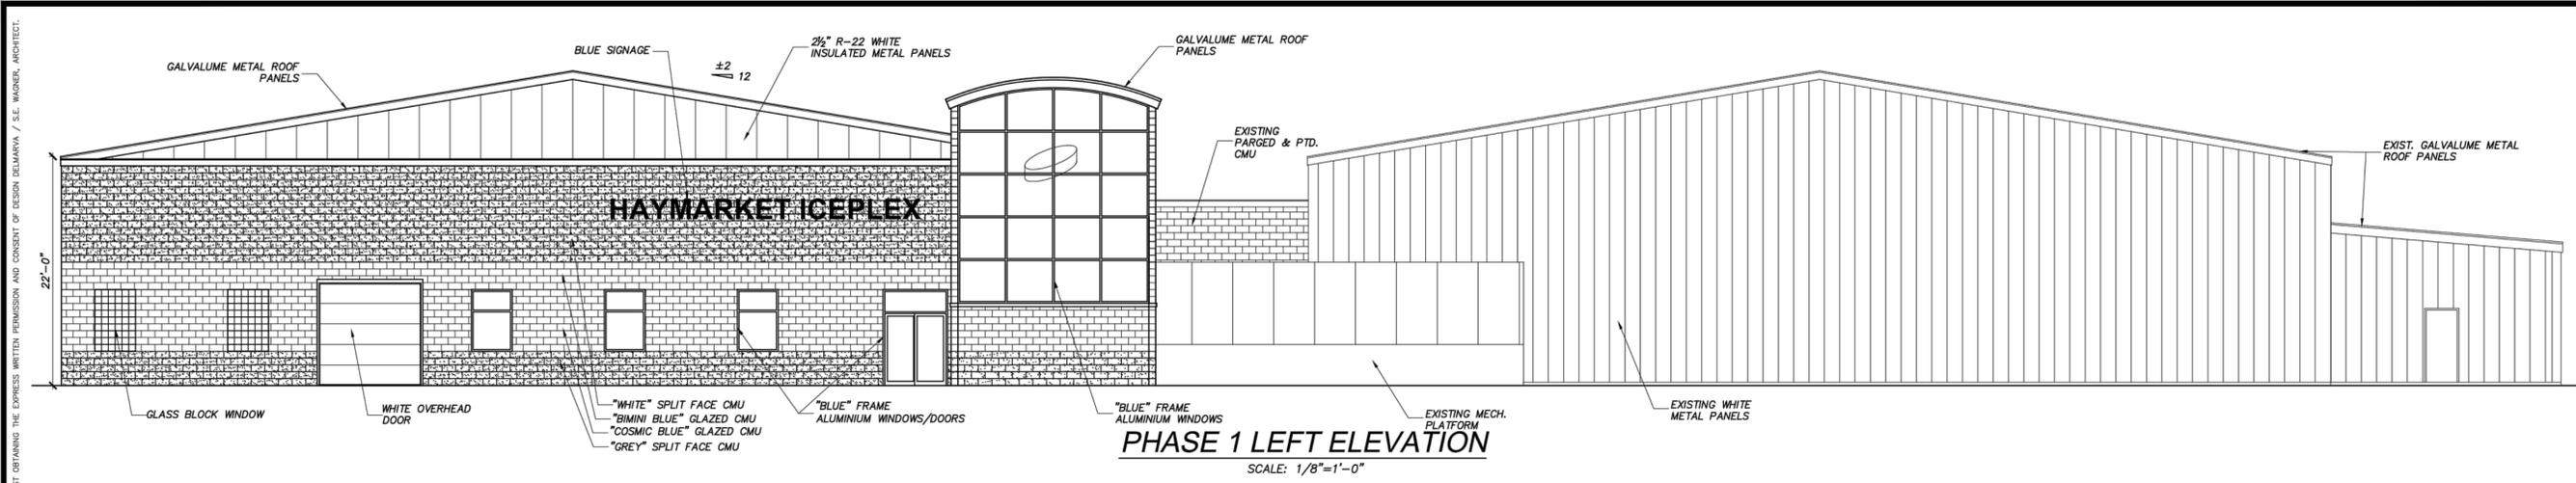 ST OBTAINING THE EXPRESS WRITTEN PERMISSION AND CONSENT OF DESIGN DELMARVA / S.E. WAGNER, ARCHITECT.
GALVALUME METAL ROOF
PANELS
BLUE SIGNAGE
±2
12
2½" R-22 WHITE
INSULATED METAL PANELS
GALVALUME METAL ROOF
PANELS
EXISTING
PARGED & PTD.
CMU
EXIST. GALVALUME METAL
ROOF PANELS
HAYMARKET ICEPLEX
22'-0"
GLASS BLOCK WINDOW
WHITE OVERHEAD
DOOR
"WHITE" SPLIT FACE CMU
"BIMINI BLUE" GLAZED CMU
"COSMIC BLUE" GLAZED CMU
"GREY" SPLIT FACE CMU
"BLUE" FRAME
ALUMINIUM WINDOWS/DOORS
"BLUE" FRAME
ALUMINIUM WINDOWS
EXISTING MECH.
PLATFORM
EXISTING WHITE
METAL PANELS
PHASE 1 LEFT ELEVATION
SCALE: 1/8"=1'-0"